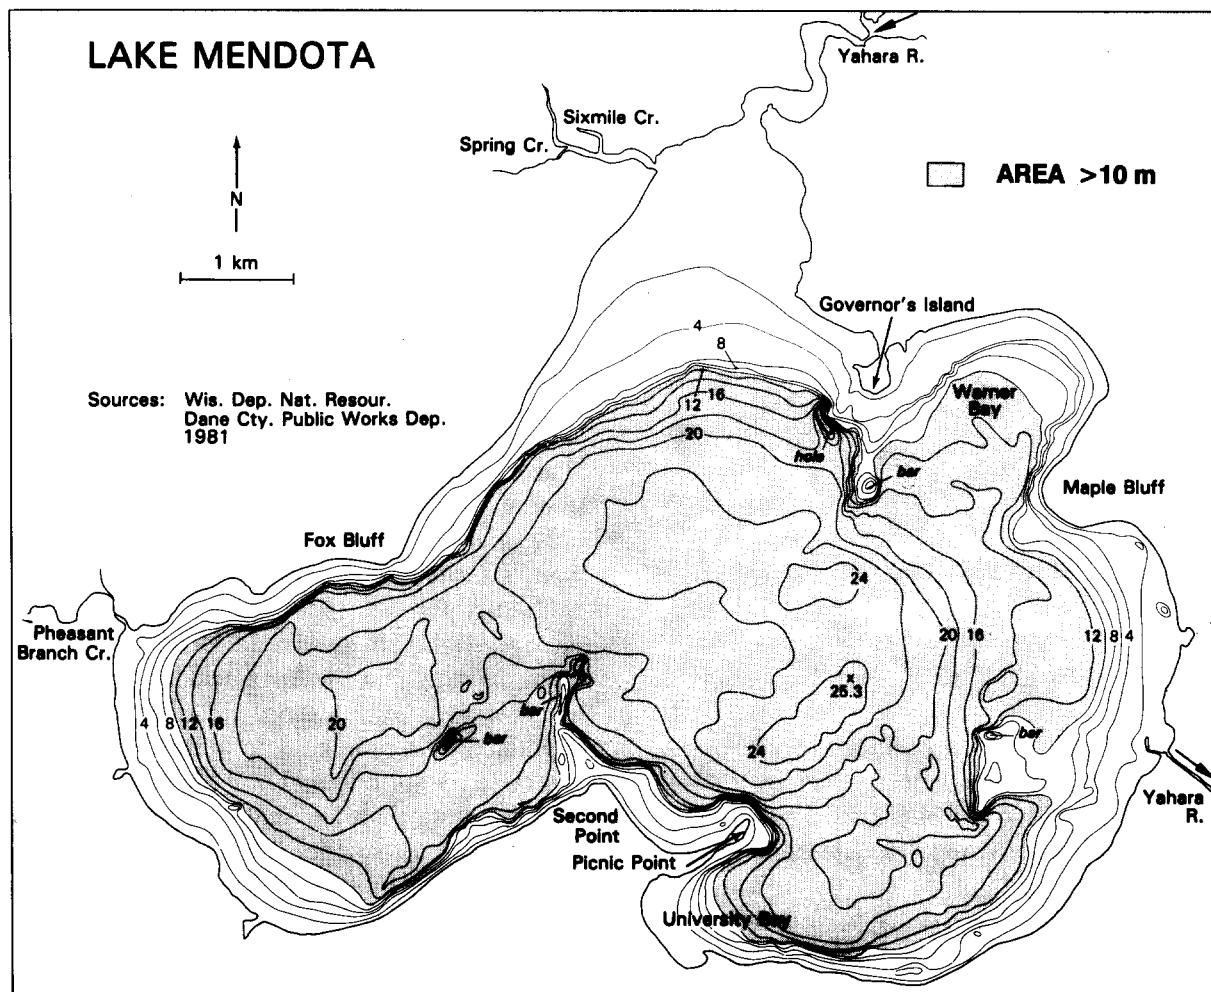 LAKE MENDOTA
Yahara R.
Sixmile Cr.
Spring Cr.
N
1 km
AREA >10 m
Governor's Island
Sources: Wis. Dep. Nat. Resour.
Dane Cty. Public Works Dep.
1981
4
8
16
12
20
Warner
Bay
hole
bar
Maple Bluff
Fox Bluff
24
Pheasant
Branch Cr.
20 16
12 8 4
25.3
4 8 12 16
20
bar
bar
bar
24
Yahara
R.
Second
Point
Picnic Point
University Bay